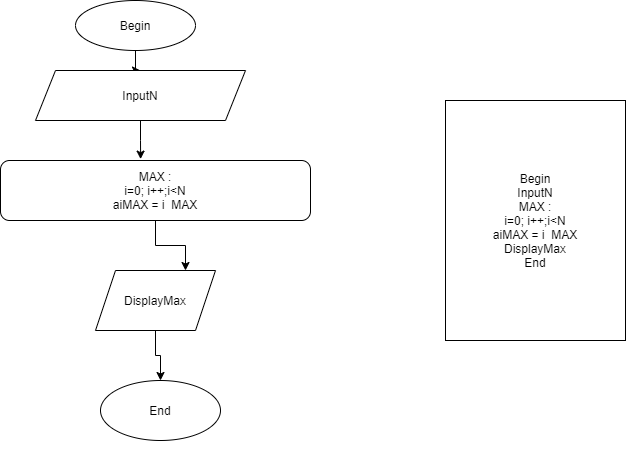 Begin
InputN
MAX :
i=0; i++;i<N
aiMAX = i  MAX
DisplayMax
End
Begin
InputN
MAX :
i=0; i++;i<N
aiMAX = i  MAX
DisplayMax
End